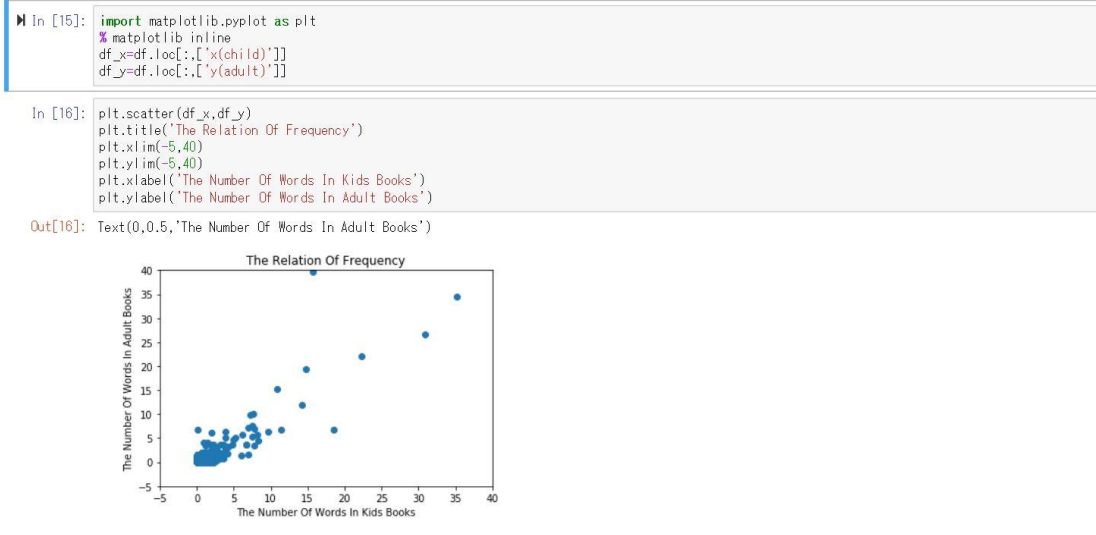 In [15]: import matplotlib.pyplot as plt
% matplotlib inline
df_x=df.loc[:,['x(child)']]
df_y=df.loc[:,['y(adult)']]
In [16]: plt.scatter(df_x,df_y)
plt.title('The Relation Of Frequency')
plt.xlim(-5,40)
plt.ylim(-5,40)
plt.xlabel('The Number Of Words In Kids Books')
plt.ylabel('The Number Of Words In Adult Books')
Out[16]: Text(0,0.5,'The Number Of Words In Adult Books')
The Relation Of Frequency
The Number Of Words In Adult Books
40
35
30
25
20
15
10
5
0
−5
−5 0 5 10 15 20 25 30 35 40
The Number Of Words In Kids Books